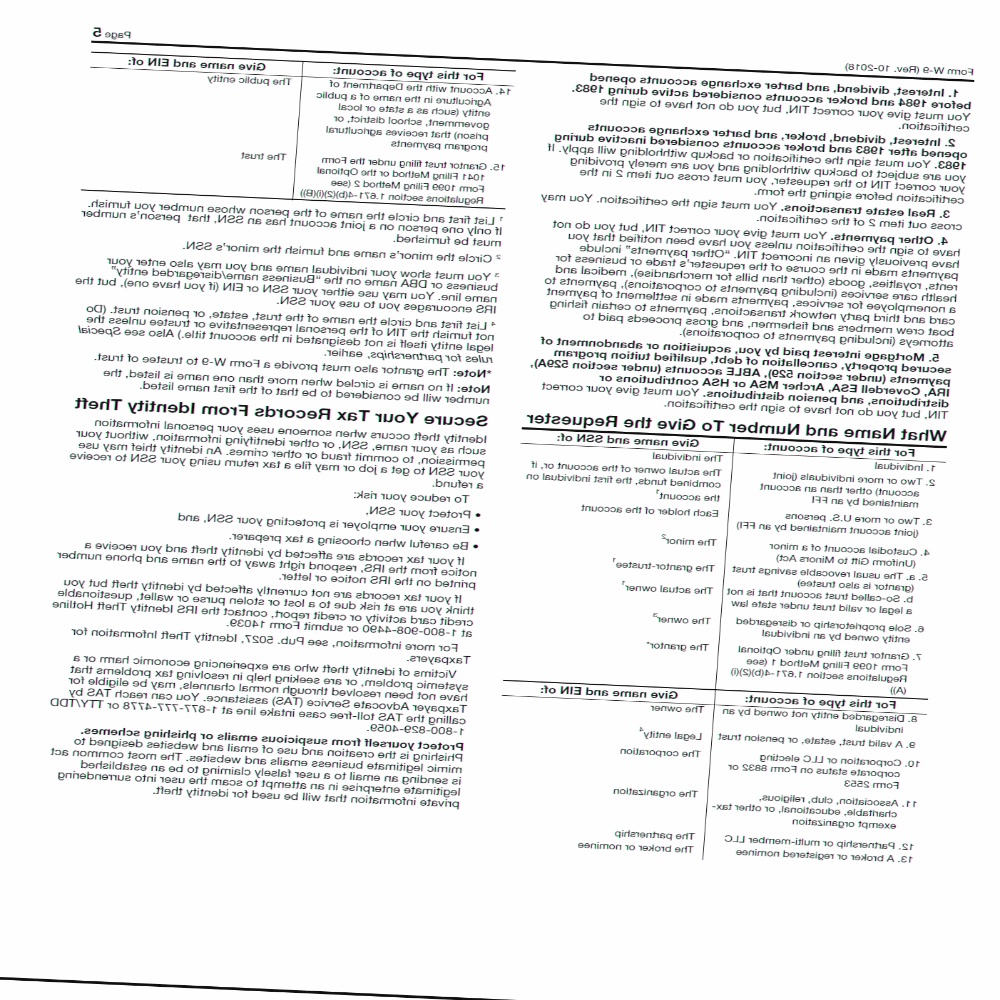 Form W-9 (Rev. 10-2018)
Page 5
1. Interest, dividend, and barter exchange accounts opened
before 1984 and broker accounts considered active during 1983.
You must give your correct TIN, but you do not have to sign the
certification.
2. Interest, dividend, broker, and barter exchange accounts
opened after 1983 and broker accounts considered inactive during
1983. You must sign the certification or backup withholding will apply. If
you are subject to backup withholding and you are merely providing
your correct TIN to the requester, you must cross out item 2 in the
certification before signing the form.
3. Real estate transactions. You must sign the certification. You may
cross out item 2 of the certification.
4. Other payments. You must give your correct TIN, but you do not
have to sign the certification unless you have been notified that you
have previously given an incorrect TIN. “Other payments” include
payments made in the course of the requester’s trade or business for
rents, royalties, goods (other than bills for merchandise), medical and
health care services (including payments to corporations), payments to
a nonemployee for services, payments made in settlement of payment
card and third party network transactions, payments to certain fishing
boat crew members and fishermen, and gross proceeds paid to
attorneys (including payments to corporations).
5. Mortgage interest paid by you, acquisition or abandonment of
secured property, cancellation of debt, qualified tuition program
payments (under section 529), ABLE accounts (under section 529A),
IRA, Coverdell ESA, Archer MSA or HSA contributions or
distributions, and pension distributions. You must give your correct
TIN, but you do not have to sign the certification.
What Name and Number To Give the Requester
For this type of account: Give name and SSN of:
1. Individual The individual
2. Two or more individuals (joint The actual owner of the account or, if
account) other than an account combined funds, the first individual on
maintained by an FFI the account¹
3. Two or more U.S. persons Each holder of the account
(joint account maintained by an FFI)
4. Custodial account of a minor The minor²
(Uniform Gift to Minors Act)
5. a. The usual revocable savings trust The grantor-trustee¹
(grantor is also trustee)
b. So-called trust account that is not The actual owner¹
a legal or valid trust under state law
6. Sole proprietorship or disregarded The owner³
entity owned by an individual
7. Grantor trust filing under Optional The grantor*
Form 1099 Filing Method 1 (see
Regulations section 1.671-4(b)(2)(i)
(A))
For this type of account: Give name and EIN of:
8. Disregarded entity not owned by an The owner
individual
9. A valid trust, estate, or pension trust Legal entity⁴
10. Corporation or LLC electing The corporation
corporate status on Form 8832 or
Form 2553
11. Association, club, religious, The organization
charitable, educational, or other tax-
exempt organization
12. Partnership or multi-member LLC The partnership
13. A broker or registered nominee The broker or nominee
For this type of account: Give name and EIN of:
14. Account with the Department of The public entity
Agriculture in the name of a public
entity (such as a state or local
government, school district, or
prison) that receives agricultural
program payments
15. Grantor trust filing under the Form The trust
1041 Filing Method or the Optional
Form 1099 Filing Method 2 (see
Regulations section 1.671-4(b)(2)(i)(B))
¹ List first and circle the name of the person whose number you furnish.
If only one person on a joint account has an SSN, that person’s number
must be furnished.
² Circle the minor’s name and furnish the minor’s SSN.
³ You must show your individual name and you may also enter your
business or DBA name on the “Business name/disregarded entity”
name line. You may use either your SSN or EIN (if you have one), but the
IRS encourages you to use your SSN.
⁴ List first and circle the name of the trust, estate, or pension trust. (Do
not furnish the TIN of the personal representative or trustee unless the
legal entity itself is not designated in the account title.) Also see Special
rules for partnerships, earlier.
*Note: The grantor also must provide a Form W-9 to trustee of trust.
Note: If no name is circled when more than one name is listed, the
number will be considered to be that of the first name listed.
Secure Your Tax Records From Identity Theft
Identity theft occurs when someone uses your personal information
such as your name, SSN, or other identifying information, without your
permission, to commit fraud or other crimes. An identity thief may use
your SSN to get a job or may file a tax return using your SSN to receive
a refund.
To reduce your risk:
• Protect your SSN,
• Ensure your employer is protecting your SSN, and
• Be careful when choosing a tax preparer.
If your tax records are affected by identity theft and you receive a
notice from the IRS, respond right away to the name and phone number
printed on the IRS notice or letter.
If your tax records are not currently affected by identity theft but you
think you are at risk due to a lost or stolen purse or wallet, questionable
credit card activity or credit report, contact the IRS Identity Theft Hotline
at 1-800-908-4490 or submit Form 14039.
For more information, see Pub. 5027, Identity Theft Information for
Taxpayers.
Victims of identity theft who are experiencing economic harm or a
systemic problem, or are seeking help in resolving tax problems that
have not been resolved through normal channels, may be eligible for
Taxpayer Advocate Service (TAS) assistance. You can reach TAS by
calling the TAS toll-free case intake line at 1-877-777-4778 or TTY/TDD
1-800-829-4059.
Protect yourself from suspicious emails or phishing schemes.
Phishing is the creation and use of email and websites designed to
mimic legitimate business emails and websites. The most common act
is sending an email to a user falsely claiming to be an established
legitimate enterprise in an attempt to scam the user into surrendering
private information that will be used for identity theft.